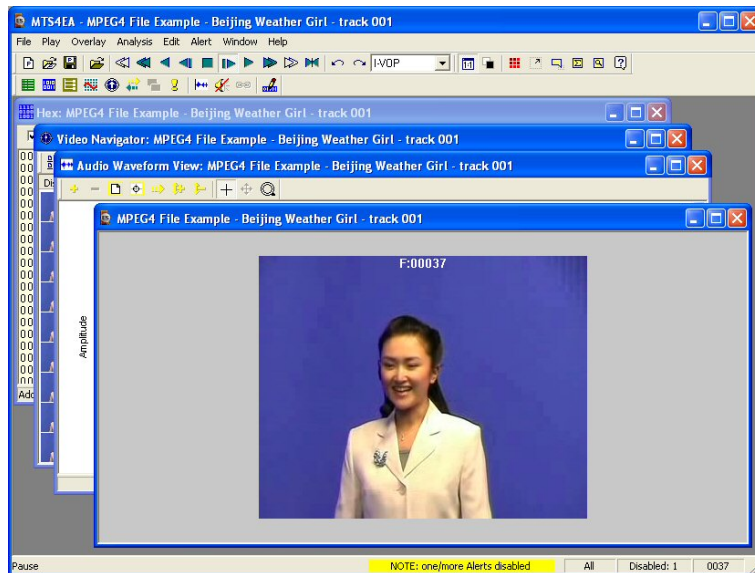 MTS4EA - MPEG4 File Example - Beijing Weather Girl - track 001
File Play Overlay Analysis Edit Alert Window Help
I-VOP
Hex: MPEG4 File Example - Beijing Weather Girl - track 001
Video Navigator: MPEG4 File Example - Beijing Weather Girl - track 001
Audio Waveform View: MPEG4 File Example - Beijing Weather Girl - track 001
MPEG4 File Example - Beijing Weather Girl - track 001
F:00037
Amplitude
Pause NOTE: one/more Alerts disabled All Disabled: 1 0037